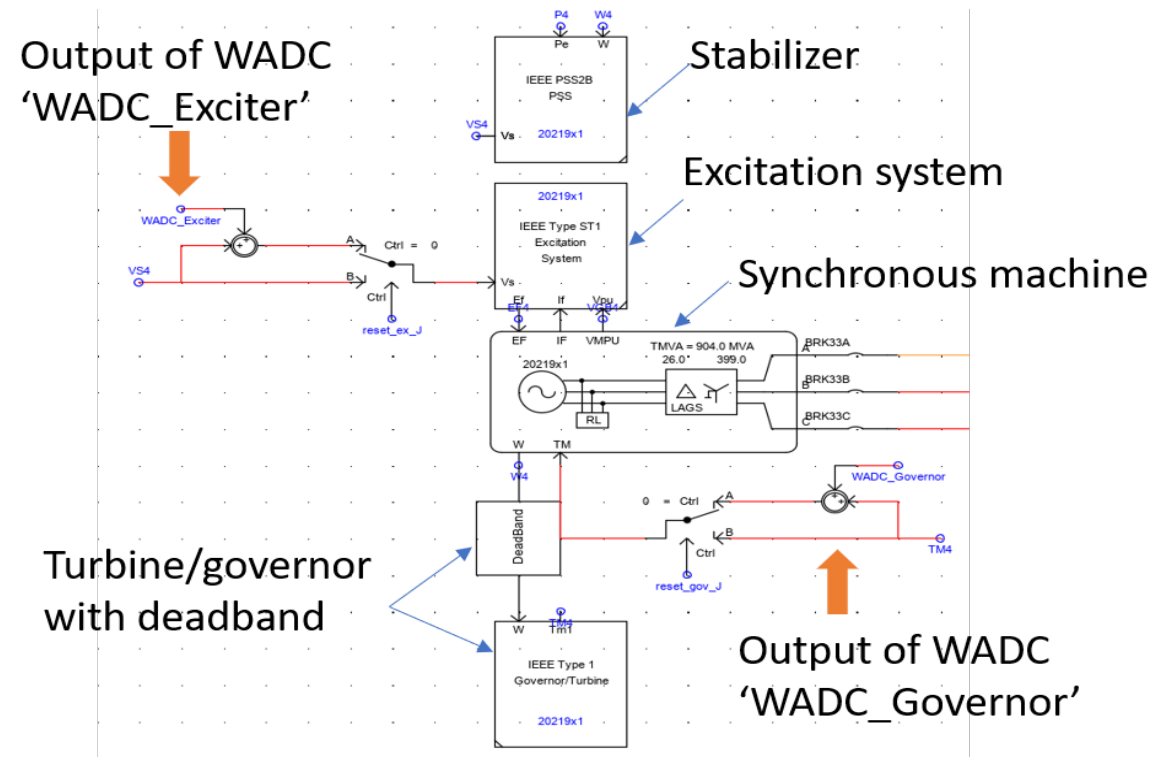 P4 W4
Pe W
Output of WADC
‘WADC_Exciter’
Stabilizer
IEEE PSS2B
PSS
VS4
Vs
20219x1
Excitation system
20219x1
IEEE Type ST1
Excitation
System
WADC_Exciter
A
Ctrl = 0
VS4
B
Ctrl
Vs
reset_ex_J
Ef If Vpu
EF4 VGB4
Synchronous machine
EF IF VMPU
TMVA = 904.0 MVA
26.0 399.0
20219x1
LAGS
RL
A
BRK33A
B
BRK33B
C
BRK33C
W TM
W4
WADC_Governor
0 = Ctrl
A
B
Ctrl
TM4
DeadBand
reset_gov_J
Turbine/governor
with deadband
TM4
W Tm1
IEEE Type 1
Governor/Turbine
20219x1
Output of WADC
‘WADC_Governor’